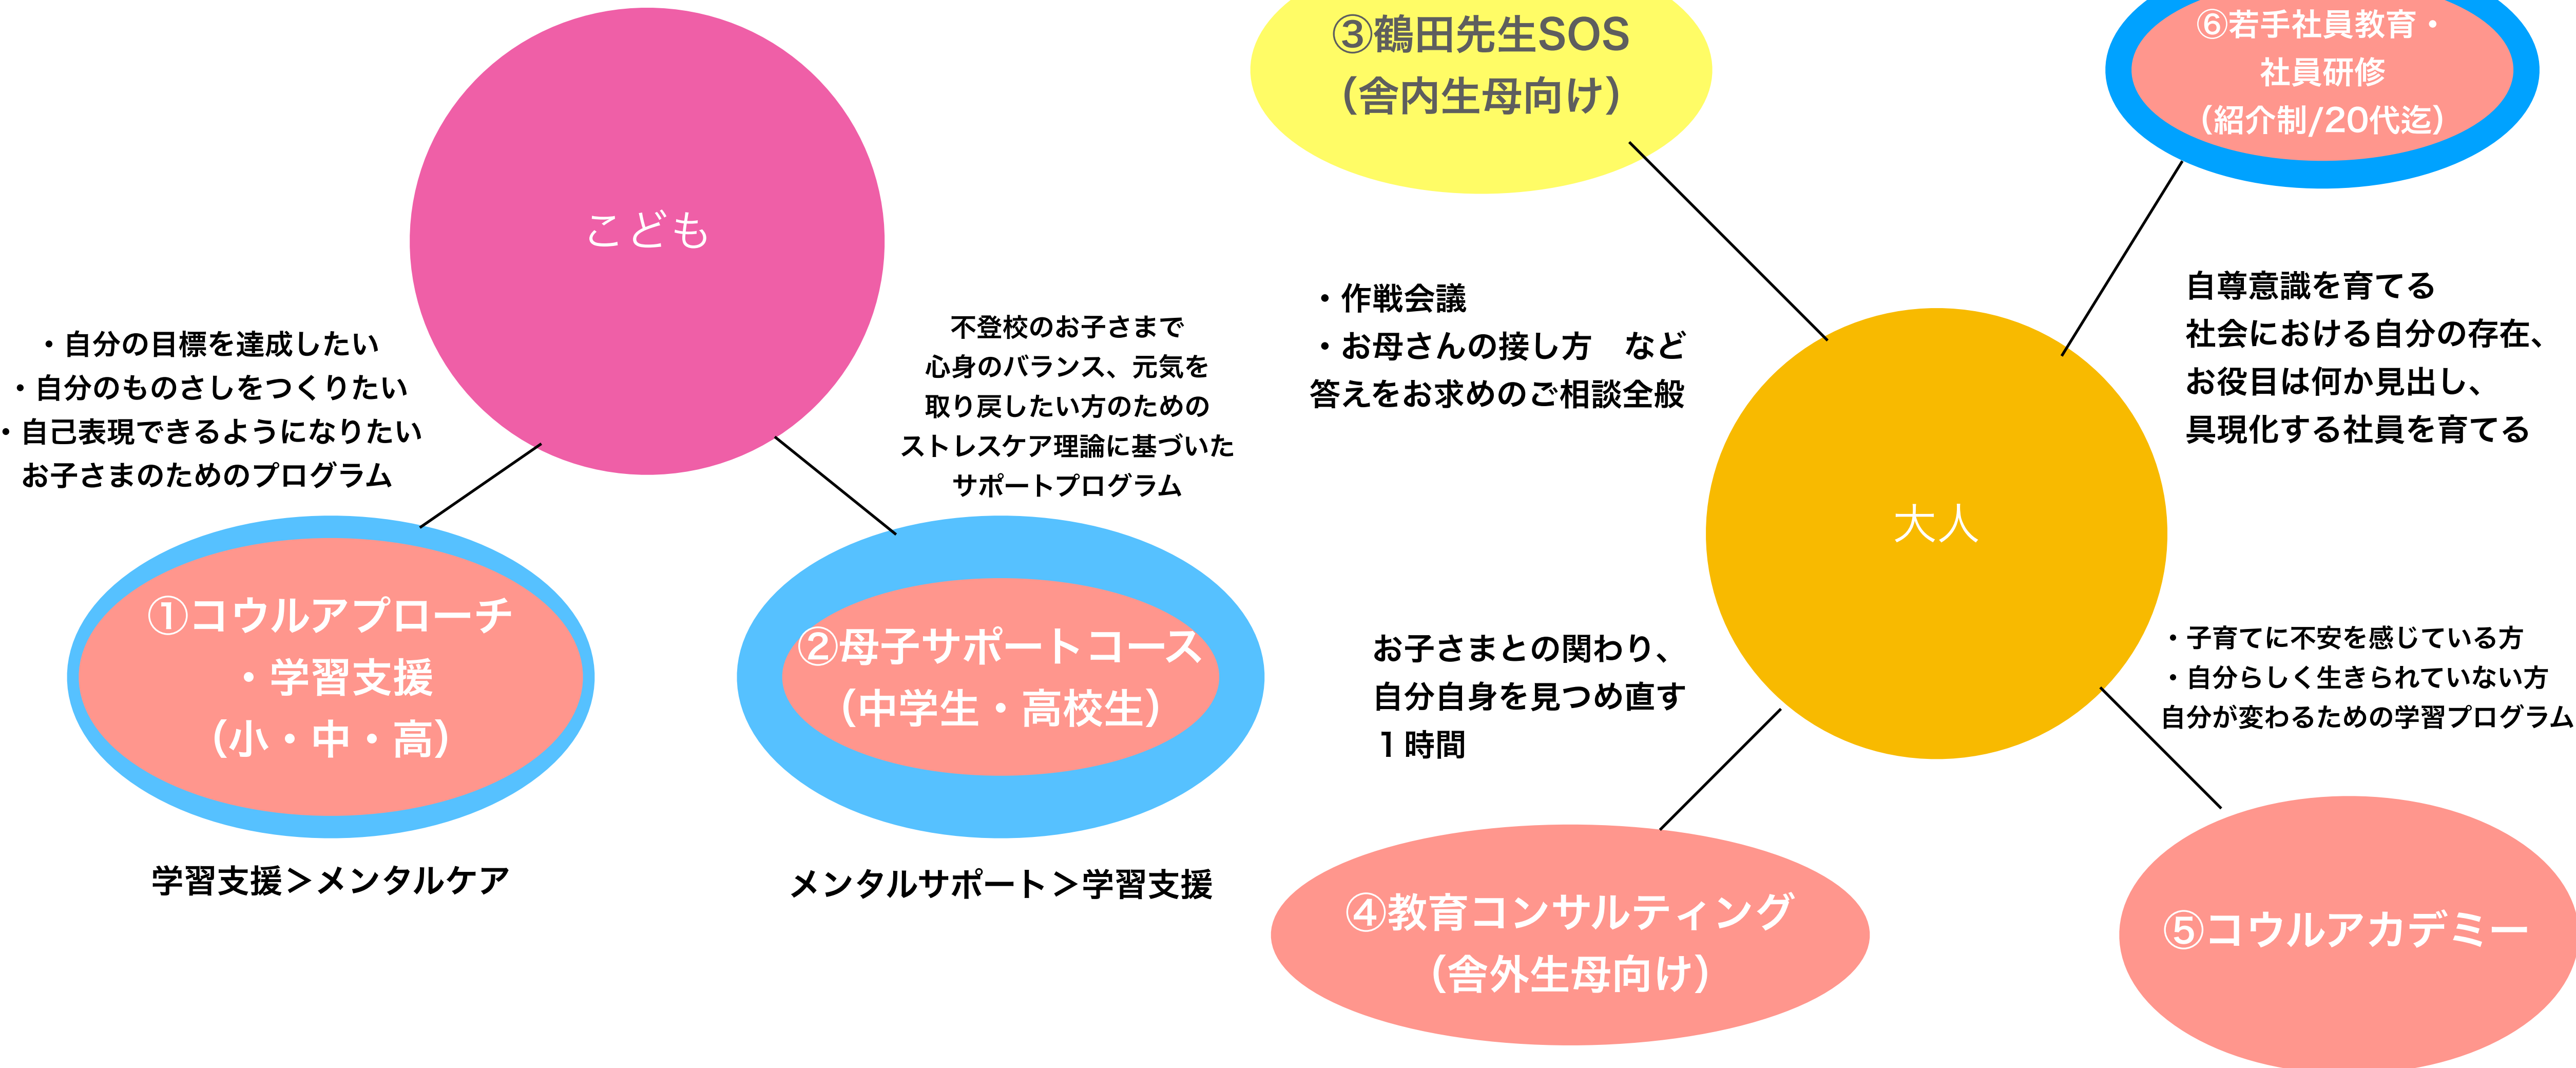 こども
・自分の目標を達成したい
・自分のものさしをつくりたい
・自己表現できるようになりたい
お子さまのためのプログラム
不登校のお子さまで
心身のバランス、元気を
取り戻したい方のための
ストレスケア理論に基づいた
サポートプログラム
①コウルアプローチ
・学習支援
（小・中・高）
学習支援＞メンタルケア
②母子サポートコース
（中学生・高校生）
メンタルサポート＞学習支援
③鶴田先生SOS
（舎内生母向け）
・作戦会議
・お母さんの接し方　など
答えをお求めのご相談全般
⑥若手社員教育・
社員研修
（紹介制/20代迄）
自尊意識を育てる
社会における自分の存在、
お役目は何か見出し、
具現化する社員を育てる
大人
お子さまとの関わり、
自分自身を見つめ直す
１時間
④教育コンサルティング
（舎外生母向け）
・子育てに不安を感じている方
・自分らしく生きられていない方
自分が変わるための学習プログラム
⑤コウルアカデミー